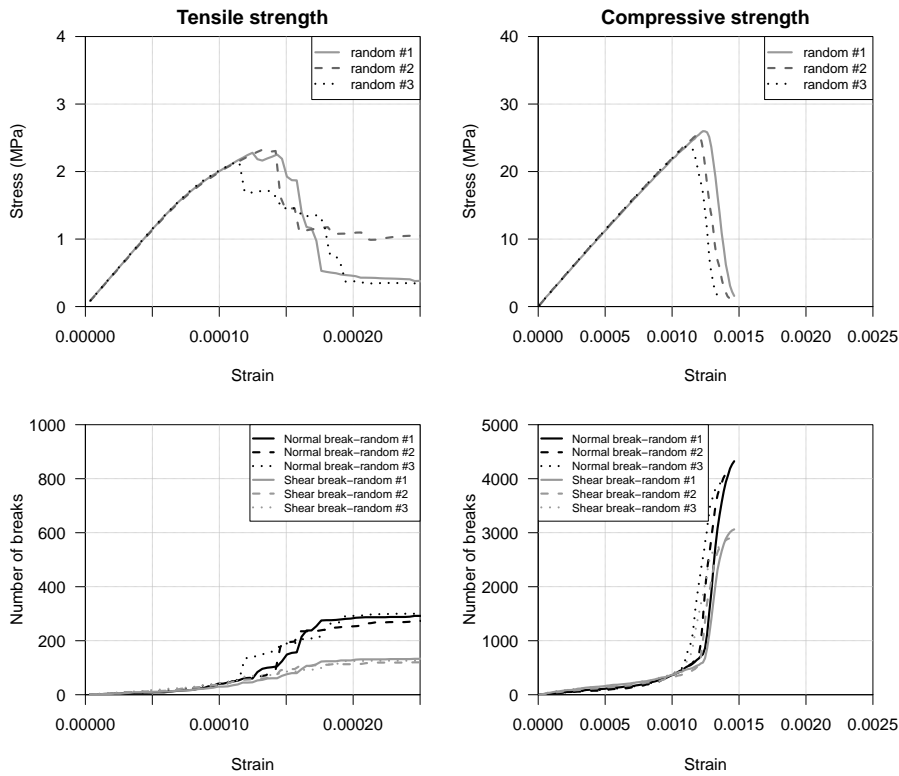 Tensile strength
Stress (MPa)
4
3
2
1
0
random #1
random #2
random #3
0.00000 0.00010 0.00020
Strain
Compressive strength
Stress (MPa)
40
30
20
10
0
random #1
random #2
random #3
0.0000 0.0005 0.0010 0.0015 0.0020 0.0025
Strain
Number of breaks
1000
800
600
400
200
0
Normal break−random #1
Normal break−random #2
Normal break−random #3
Shear break−random #1
Shear break−random #2
Shear break−random #3
0.00000 0.00010 0.00020
Strain
Number of breaks
5000
4000
3000
2000
1000
0
Normal break−random #1
Normal break−random #2
Normal break−random #3
Shear break−random #1
Shear break−random #2
Shear break−random #3
0.0000 0.0005 0.0010 0.0015 0.0020 0.0025
Strain